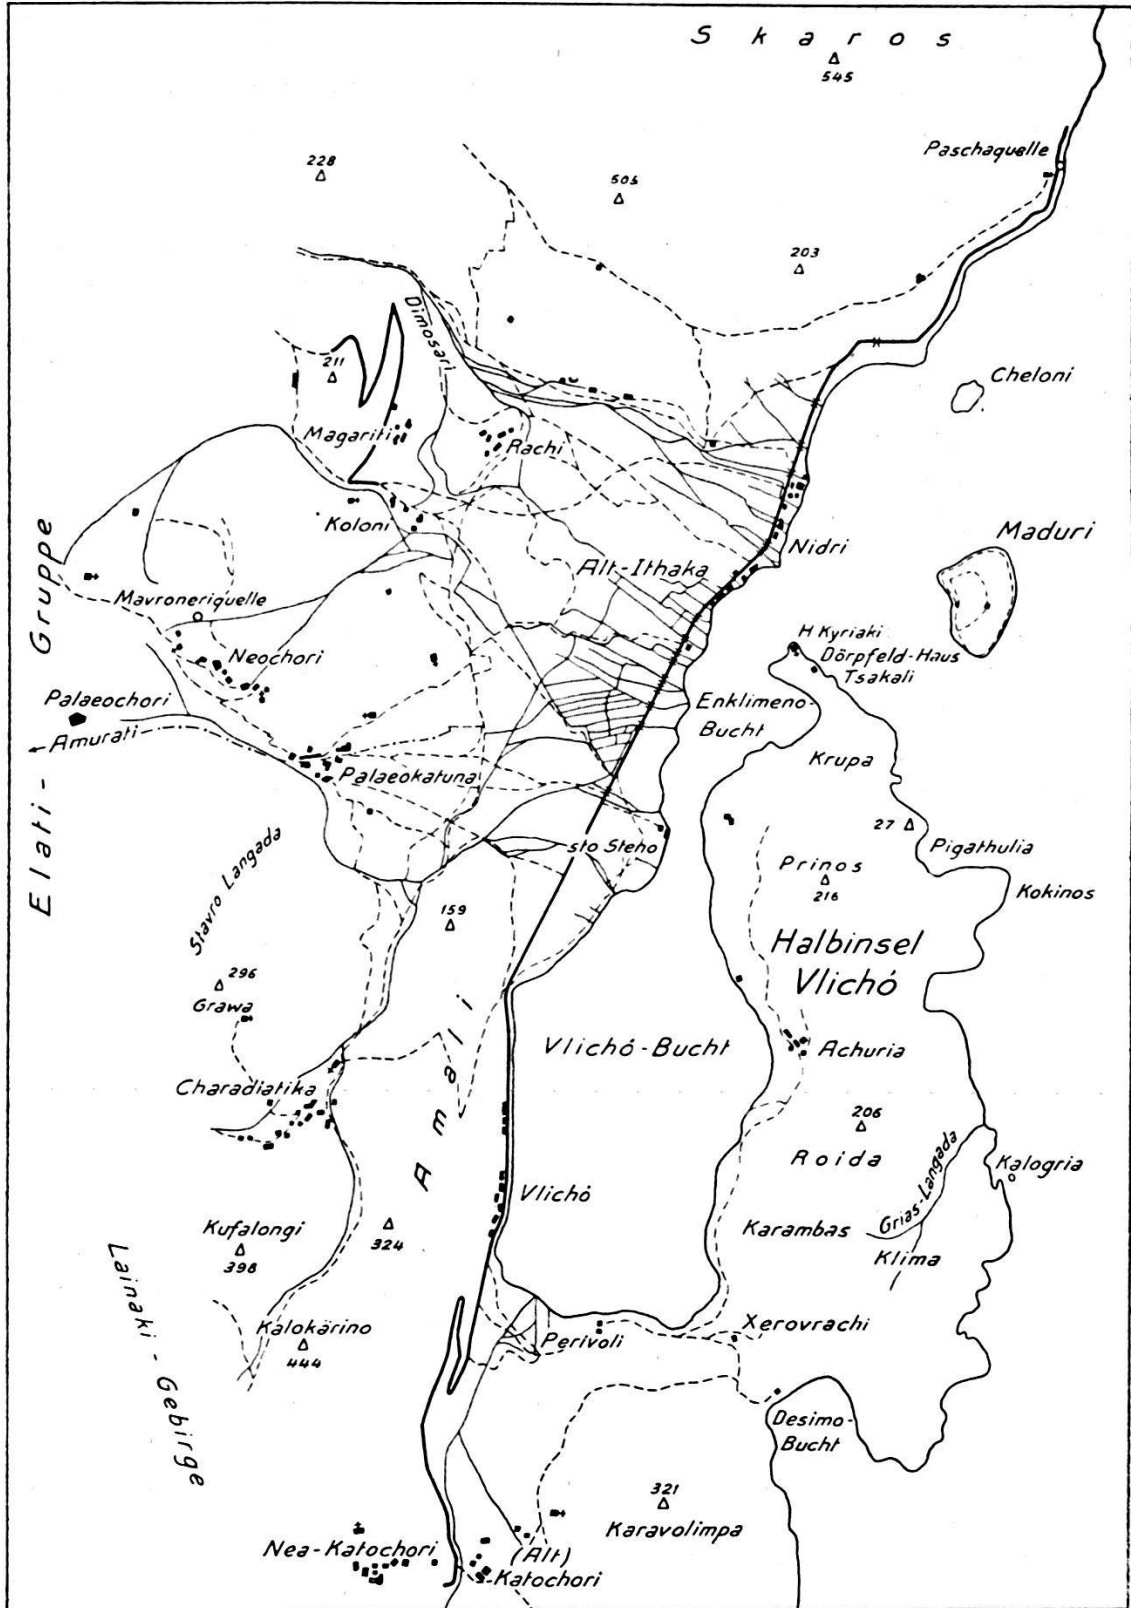 Skaros
545
Paschaquelle
228
505
203
Dimosari
211
Cheloni
Magariti
Rachi
Koloni
Maduri
Nidri
Alt-Ithaka
Elati-Gruppe
Mavroneriquelle
H Kyriaki
Dörpfeld-Haus
Tsakali
Neochori
Palaeochori
Enklimeno-
Bucht
Amurati
Krupa
Palaeokatuna
27
Pigathulia
sto Steno
Prinos
216
Kokinos
Stavro Langada
159
Halbinsel
Vlichó
296
Grawa
Amali
Vlichó-Bucht
Achuria
Charadiatika
206
Roida
Grias-Langada
Kalogria
Vlichó
Karambas
Klima
Kufalongi
398
324
Lainaki-Gebirge
Kalokärino
444
Perivoli
Xerovrachi
Desimo-
Bucht
321
Karavolimpa
Nea-Katochori
(Alt)
Katochori